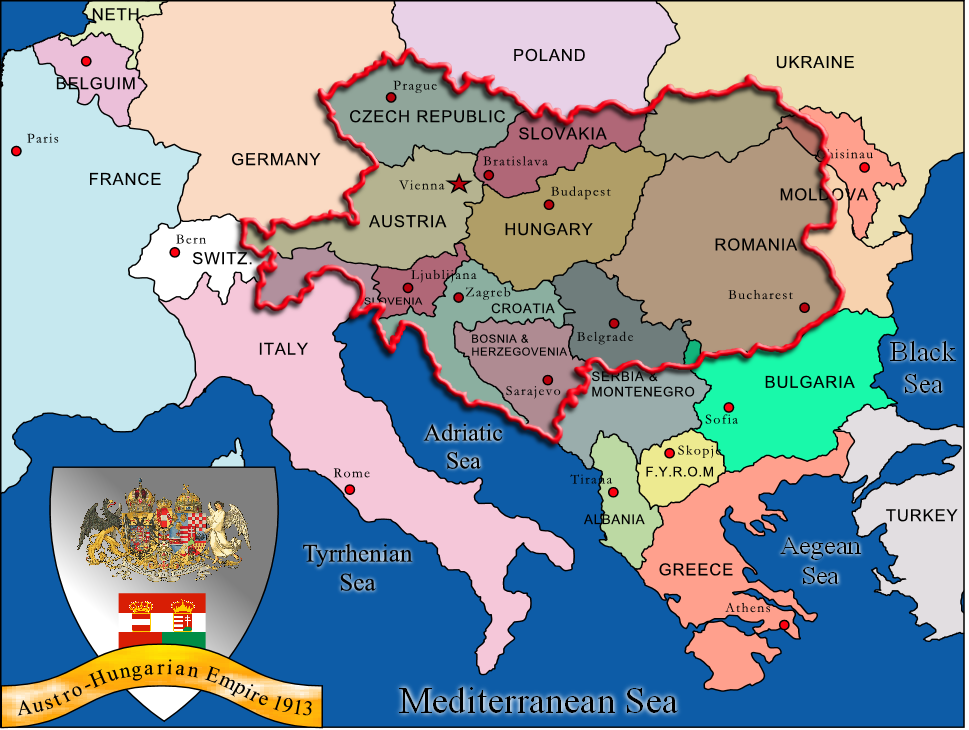 NETH
BELGUIM
POLAND
UKRAINE
Prague
CZECH REPUBLIC
Paris
SLOVAKIA
GERMANY
FRANCE
Bratislava
Vienna
Chisinau
MOLDOVA
Budapest
AUSTRIA
HUNGARY
Bern
SWITZ.
ROMANIA
Ljublijana
SLOVENIA
Zagreb
CROATIA
Bucharest
ITALY
BOSNIA &
HERZEGOVENIA
Belgrade
Black
Sea
Sarajevo
SERBIA &
MONTENEGRO
BULGARIA
Sofia
Adriatic
Sea
Skopje
F.Y.R.O.M
Rome
Tirana
ALBANIA
TURKEY
Tyrrhenian
Sea
Aegean
Sea
GREECE
Athens
Austro-Hungarian Empire 1913
Mediterranean Sea